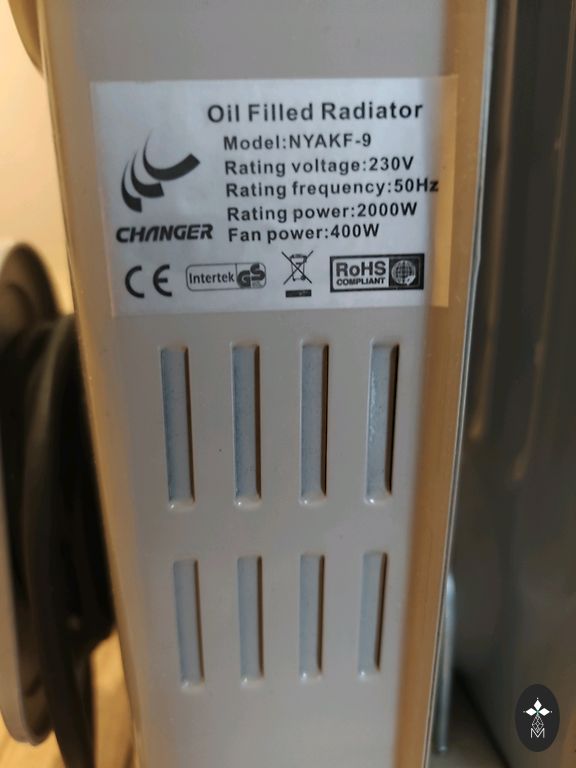 Oil Filled Radiator
Model:NYAKF-9
Rating voltage:230V
Rating frequency:50Hz
Rating power:2000W
Fan power:400W
CHANGER
CE
Intertek GS
RoHS
COMPLIANT
M